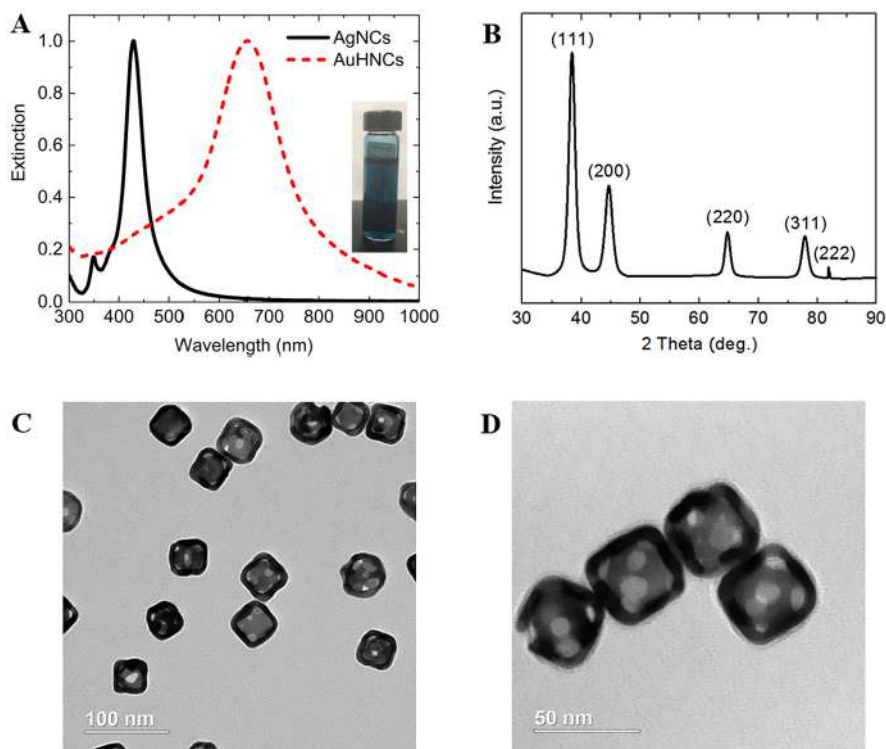 A
AgNCs
AuHNCs
1.0
0.8
0.6
0.4
0.2
0.0
Extinction
300 400 500 600 700 800 900 1000
Wavelength (nm)
B
(111)
(200)
(220)
(311)
(222)
Intensity (a.u.)
30 40 50 60 70 80 90
2 Theta (deg.)
C
100 nm
D
50 nm